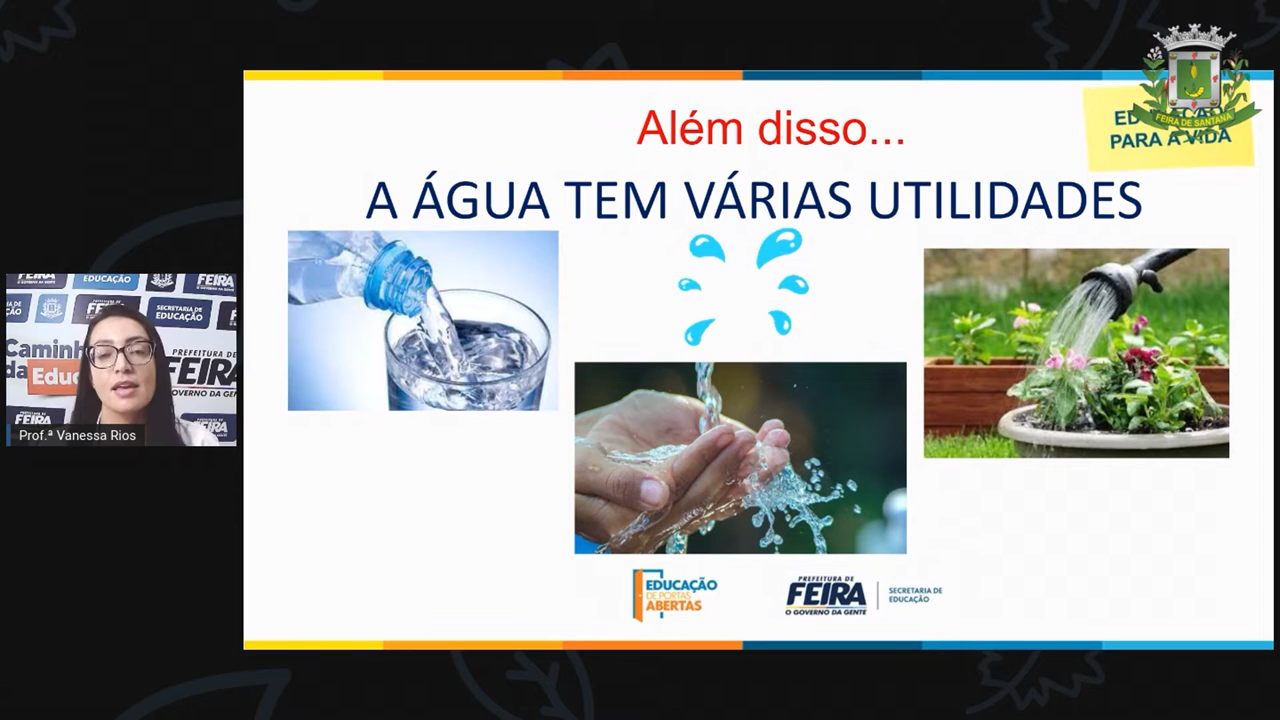 Além disso...
A ÁGUA TEM VÁRIAS UTILIDADES
FEIRA DE SANTANA
PARA A VIDA
FEIRA
EDUCAÇÃO
FEIRA
SECRETARIA DE
EDUCAÇÃO
PREFEITURA DE
FEIRA
GOVERNO DA GENTE
Prof.ª Vanessa Rios
EDUCAÇÃO
DE PORTAS
ABERTAS
PREFEITURA DE
FEIRA
O GOVERNO DA GENTE
SECRETARIA DE
EDUCAÇÃO